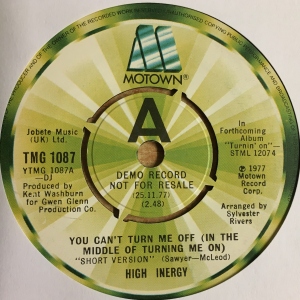 UNAUTHORISED COPYING
MOTOWN®
A
Jobete Music
(UK) Ltd.
TMG 1087
YTMG 1087A
—DJ
Produced by
Kent Washburn
for Gwen Glenn
Production Co.
In
Forthcoming
Album
"Turnin' on"—
STML 12074
℗ 1977
Motown
Record
Corp.
Arranged by
Sylvester
Rivers
DEMO RECORD
NOT FOR RESALE
(25.11.77)
(2.48)
YOU CAN'T TURN ME OFF (IN THE
MIDDLE OF TURNING ME ON)
"SHORT VERSION" (Sawyer—McLeod)
HIGH INERGY